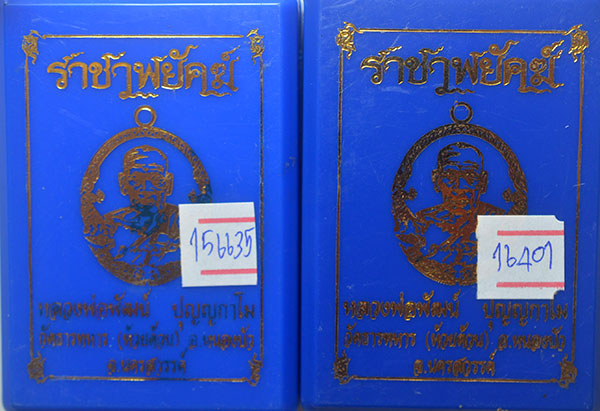 ราชาพยัคฆ์
156635
หลวงพ่อพัฒน์ ปุญญกาโม
วัดธารทหาร (ห้วยด้วน) อ.หนองบัว
จ.นครสวรรค์
ราชาพยัคฆ์
16401
หลวงพ่อพัฒน์ ปุญญกาโม
วัดธารทหาร (ห้วยด้วน) อ.หนองบัว
จ.นครสวรรค์